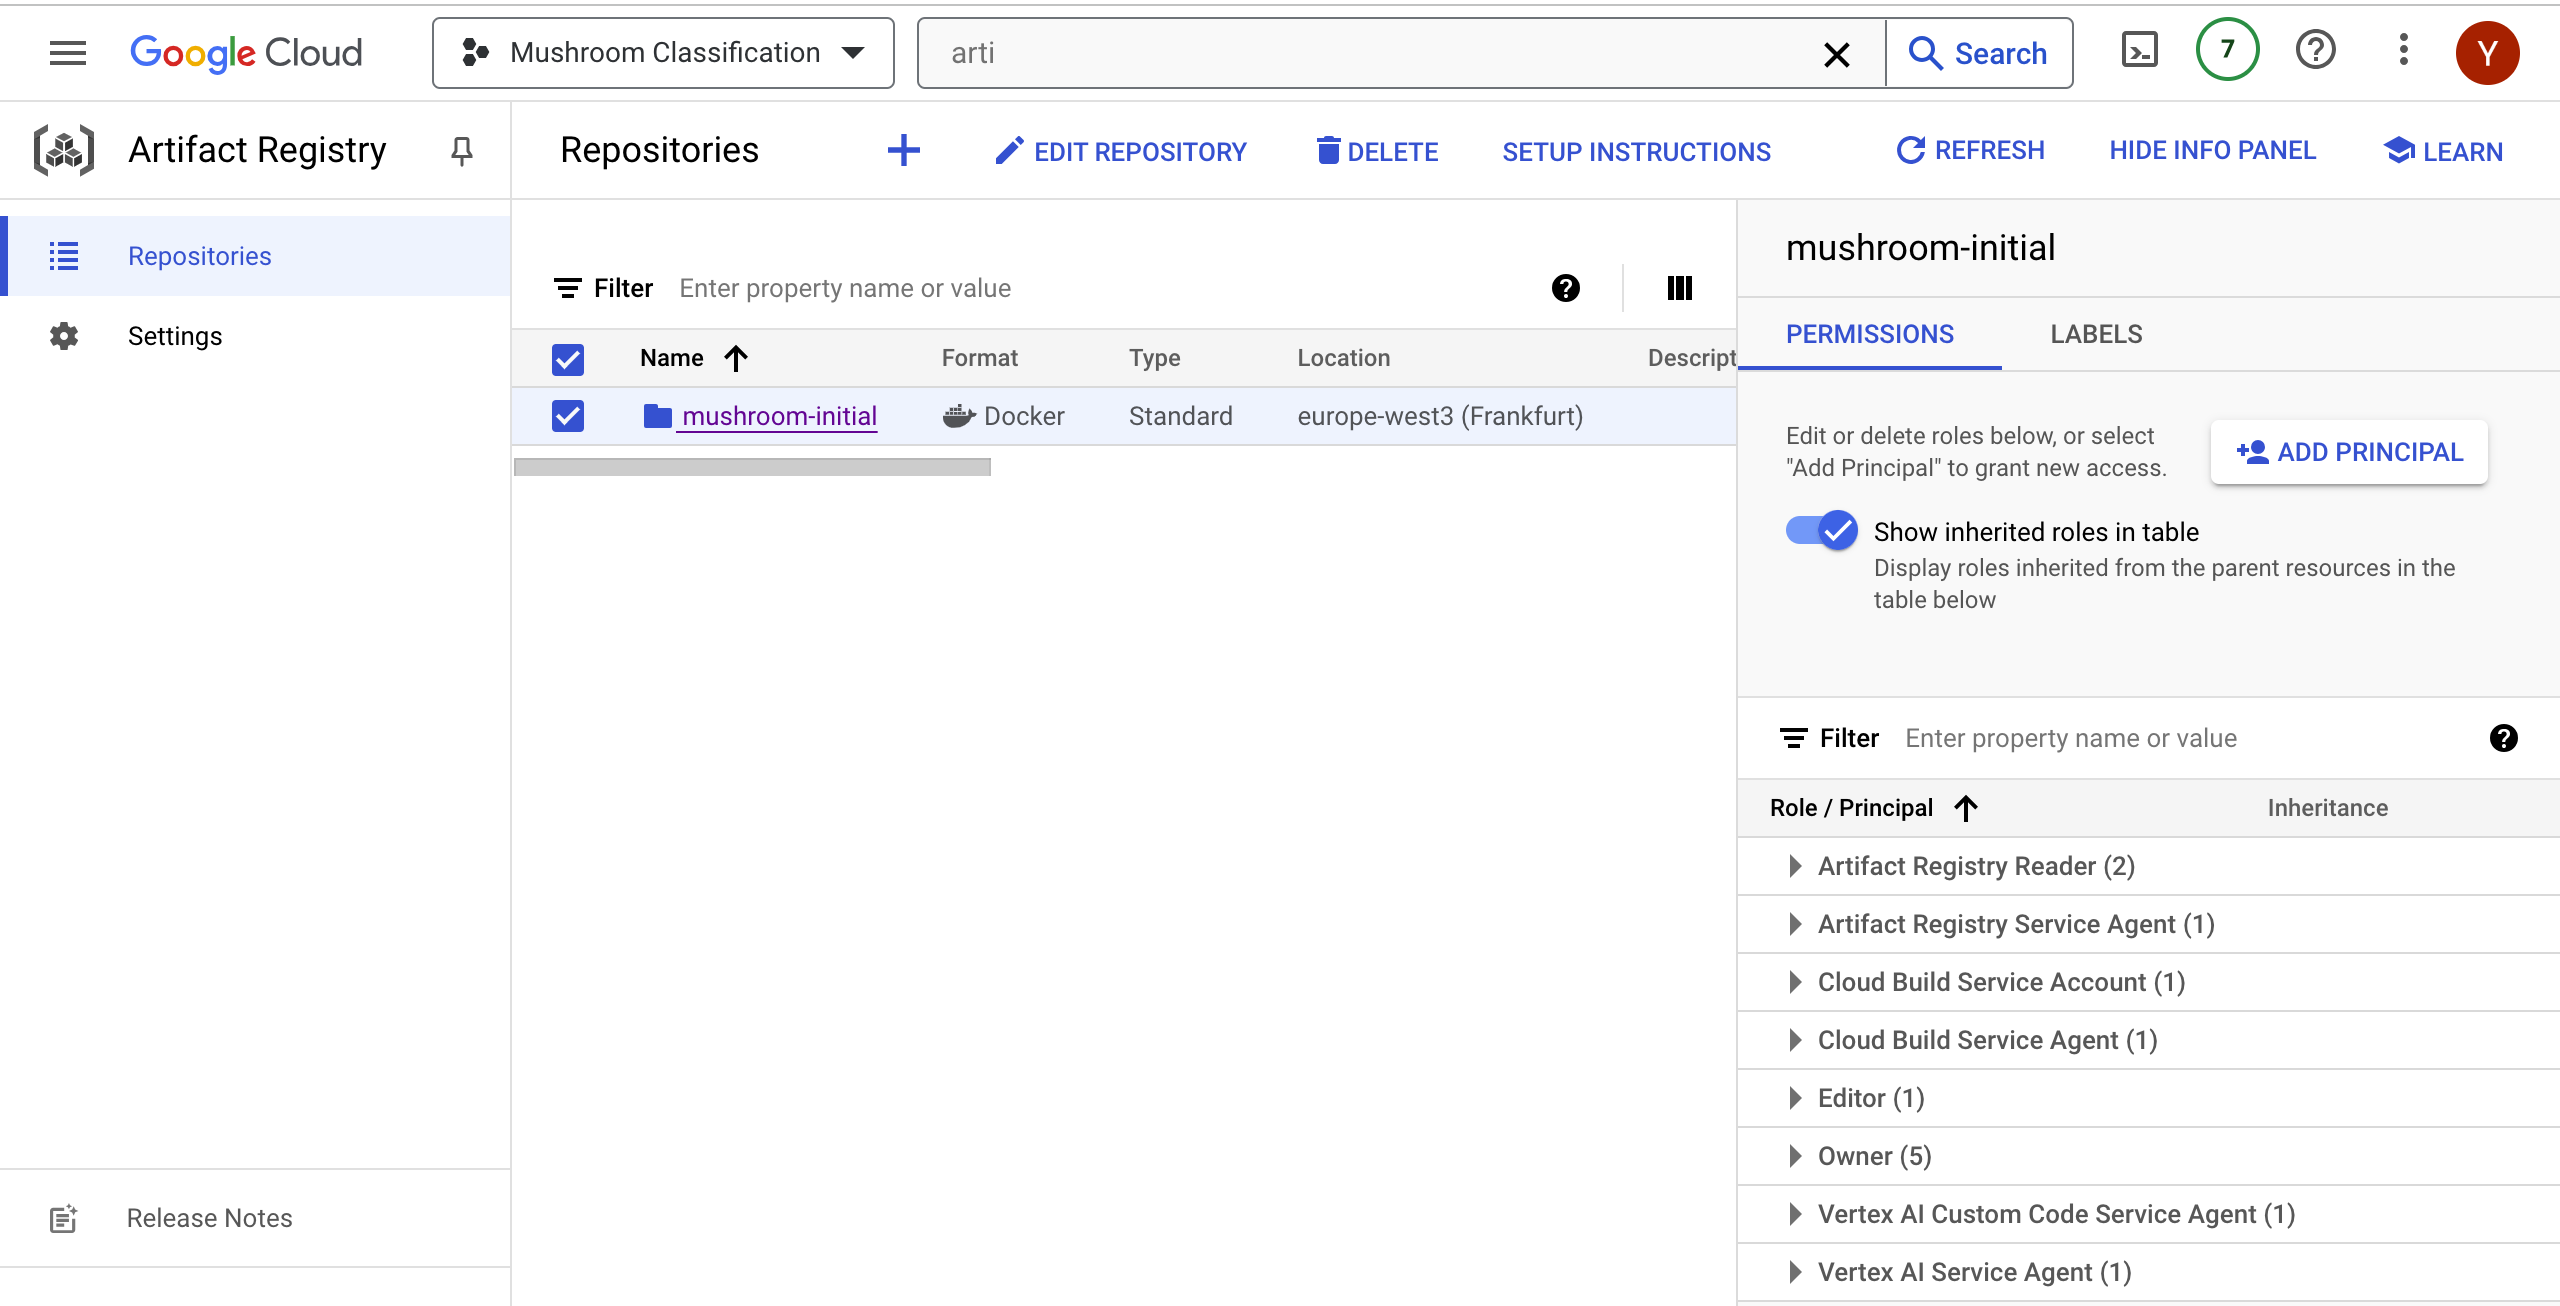 Google Cloud
Mushroom Classification
arti
Search
7
Y
Artifact Registry
Repositories
EDIT REPOSITORY
DELETE
SETUP INSTRUCTIONS
REFRESH
HIDE INFO PANEL
LEARN
Repositories
Settings
Release Notes
Filter Enter property name or value
Name Format Type Location Descript
mushroom-initial Docker Standard europe-west3 (Frankfurt)
mushroom-initial
PERMISSIONS LABELS
Edit or delete roles below, or select
"Add Principal" to grant new access.
ADD PRINCIPAL
Show inherited roles in table
Display roles inherited from the parent resources in the
table below
Filter Enter property name or value
Role / Principal Inheritance
Artifact Registry Reader (2)
Artifact Registry Service Agent (1)
Cloud Build Service Account (1)
Cloud Build Service Agent (1)
Editor (1)
Owner (5)
Vertex AI Custom Code Service Agent (1)
Vertex AI Service Agent (1)